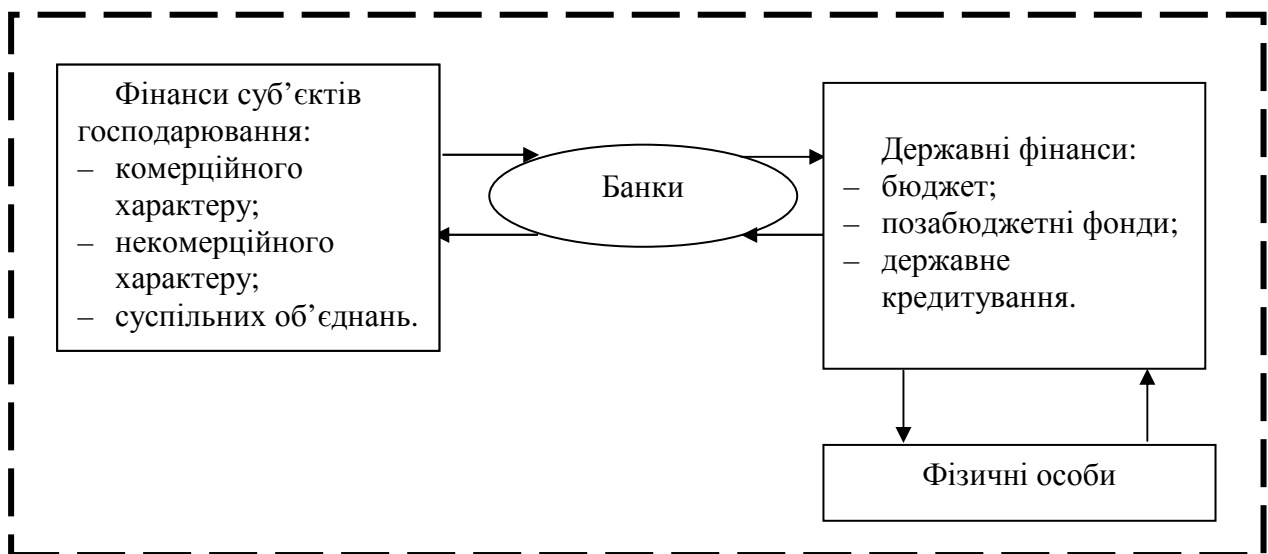 Фінанси суб’єктів
господарювання:
– комерційного
характеру;
– некомерційного
характеру;
– суспільних об’єднань.
Банки
Державні фінанси:
– бюджет;
– позабюджетні фонди;
– державне
кредитування.
Фізичні особи